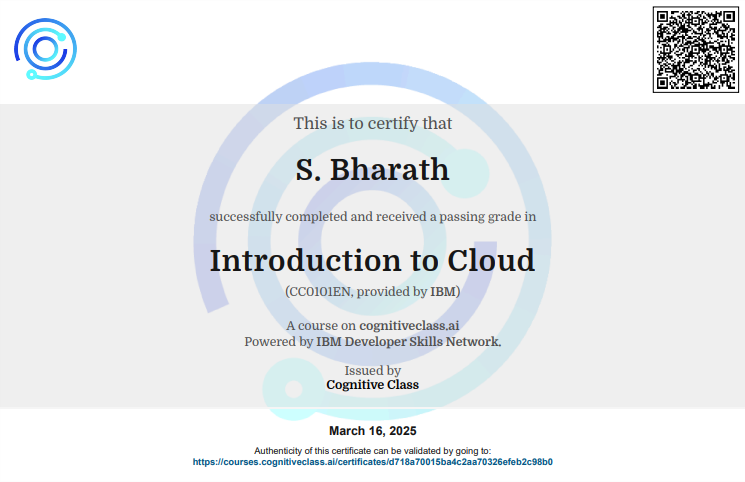 This is to certify that
S. Bharath
successfully completed and received a passing grade in
Introduction to Cloud
(CC0101EN, provided by IBM)
A course on cognitiveclass.ai
Powered by IBM Developer Skills Network.
Issued by
Cognitive Class
March 16, 2025
Authenticity of this certificate can be validated by going to:
https://courses.cognitiveclass.ai/certificates/d718a70015ba4c2aa70326efeb2c98b0